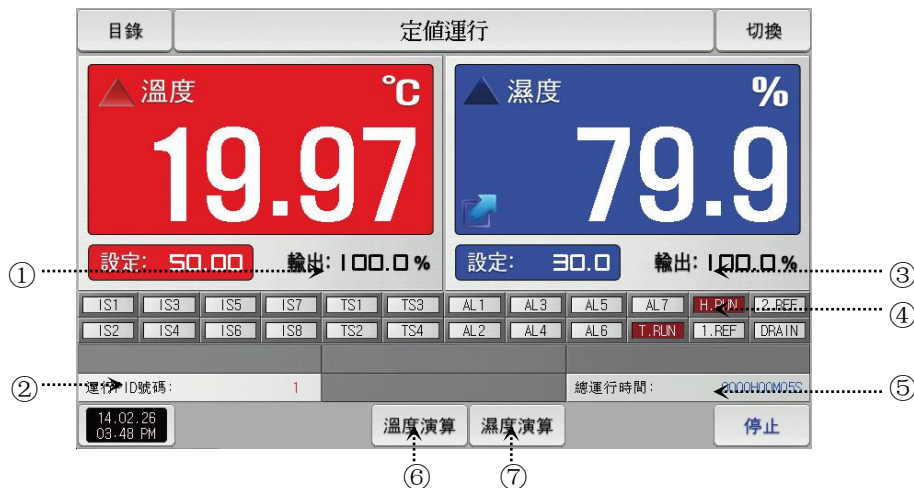 目錄 定值運行 切換
溫度 °C 濕度 %
19.97 79.9
設定: 50.00 輸出: 100.0 % 設定: 30.0 輸出: 100.0 %
① ③
IS1 IS3 IS5 IS7 TS1 TS3 AL1 AL3 AL5 AL7 H.RUN 2.REF
④
IS2 IS4 IS6 IS8 TS2 TS4 AL2 AL4 AL6 T.RUN 1.REF DRAIN
② 運行P ID號碼: 1 總運行時間: 0000H00M05S ⑤
14.02.26
03.48 PM 溫度演算 濕度演算 停止
⑥ ⑦